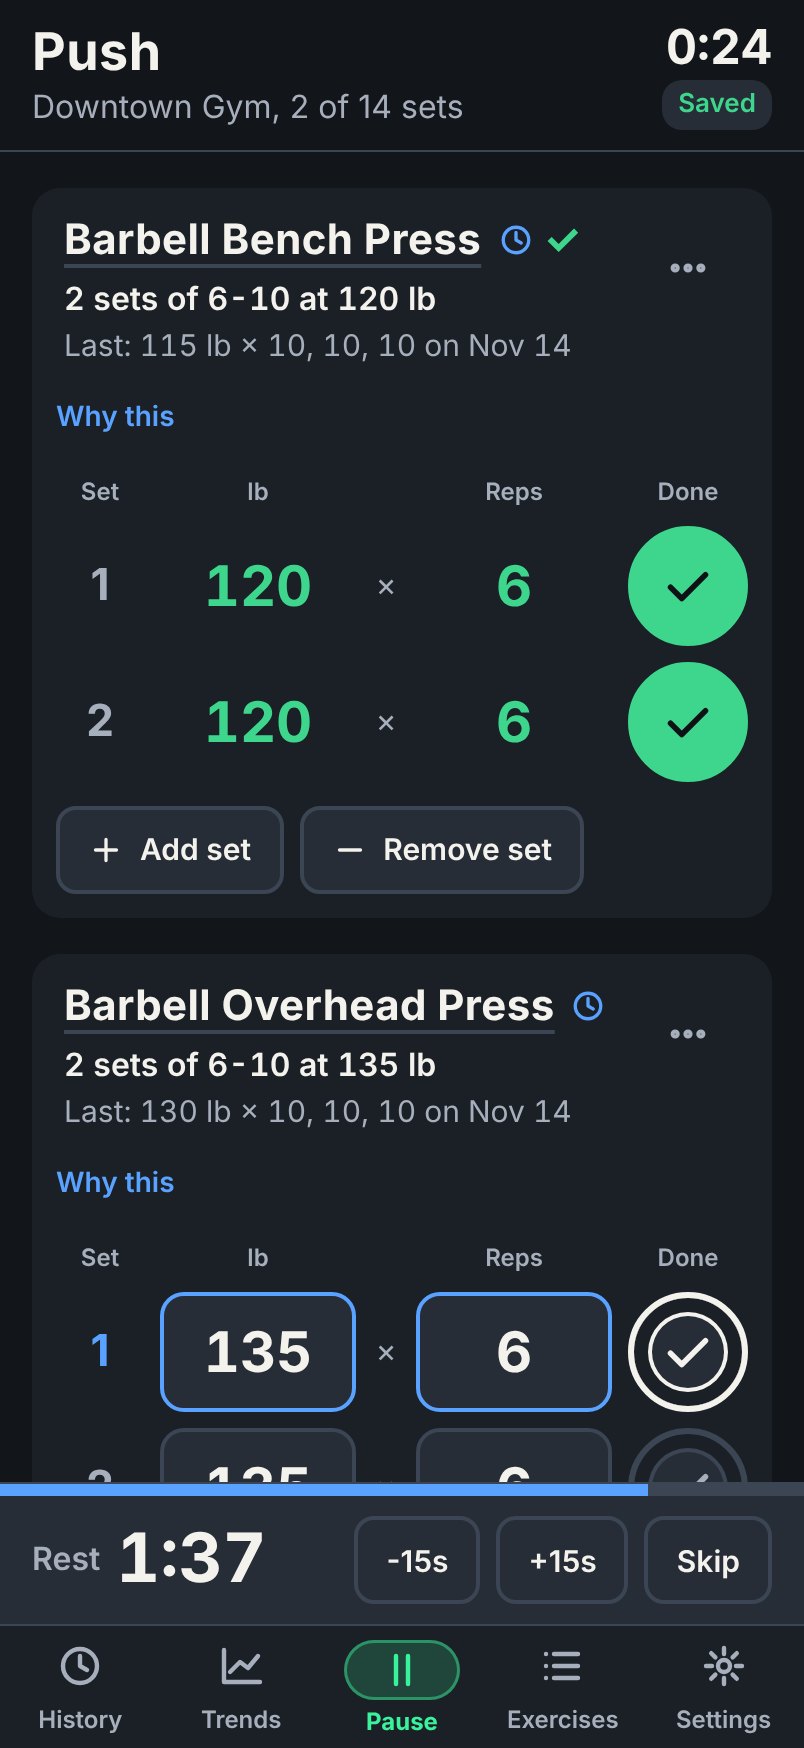 Push
0:24
Downtown Gym, 2 of 14 sets
Saved
Barbell Bench Press
2 sets of 6-10 at 120 lb
Last: 115 lb × 10, 10, 10 on Nov 14
Why this
Set lb Reps Done
1 120 × 6
2 120 × 6
Add set Remove set
Barbell Overhead Press
2 sets of 6-10 at 135 lb
Last: 130 lb × 10, 10, 10 on Nov 14
Why this
Set lb Reps Done
1 135 × 6
2 135 × 6
Rest 1:37 -15s +15s Skip
History Trends Pause Exercises Settings